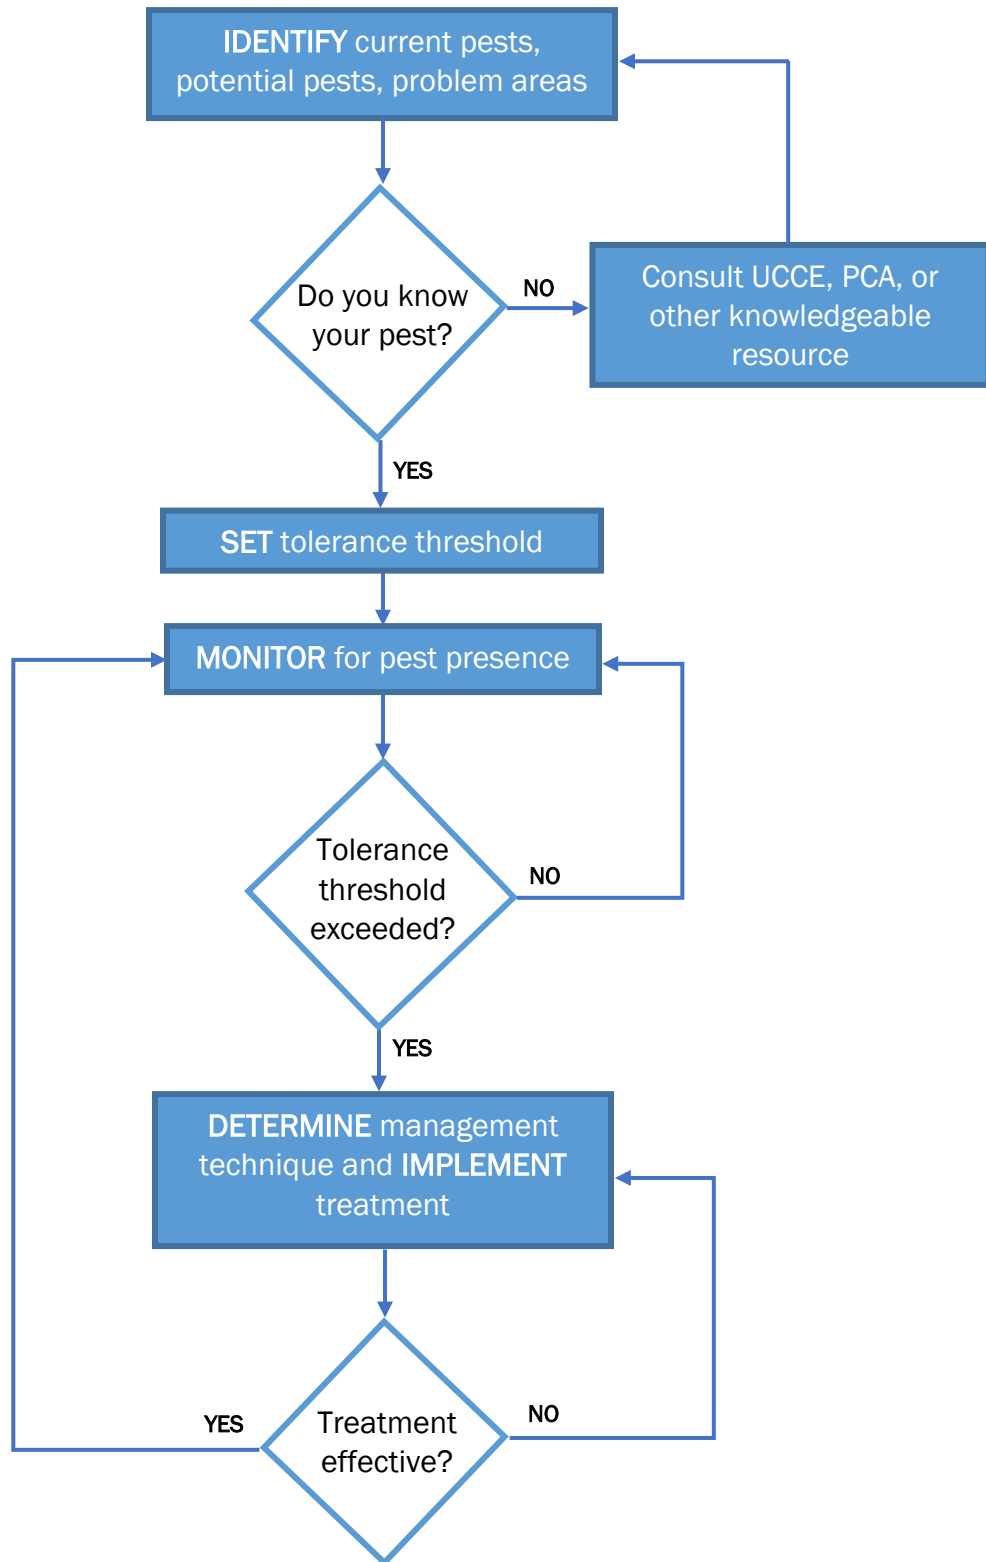 IDENTIFY current pests,
potential pests, problem areas
Do you know
your pest?
NO
Consult UCCE, PCA, or
other knowledgeable
resource
YES
SET tolerance threshold
MONITOR for pest presence
Tolerance
threshold
exceeded?
NO
YES
DETERMINE management
technique and IMPLEMENT
treatment
YES
Treatment
effective?
NO